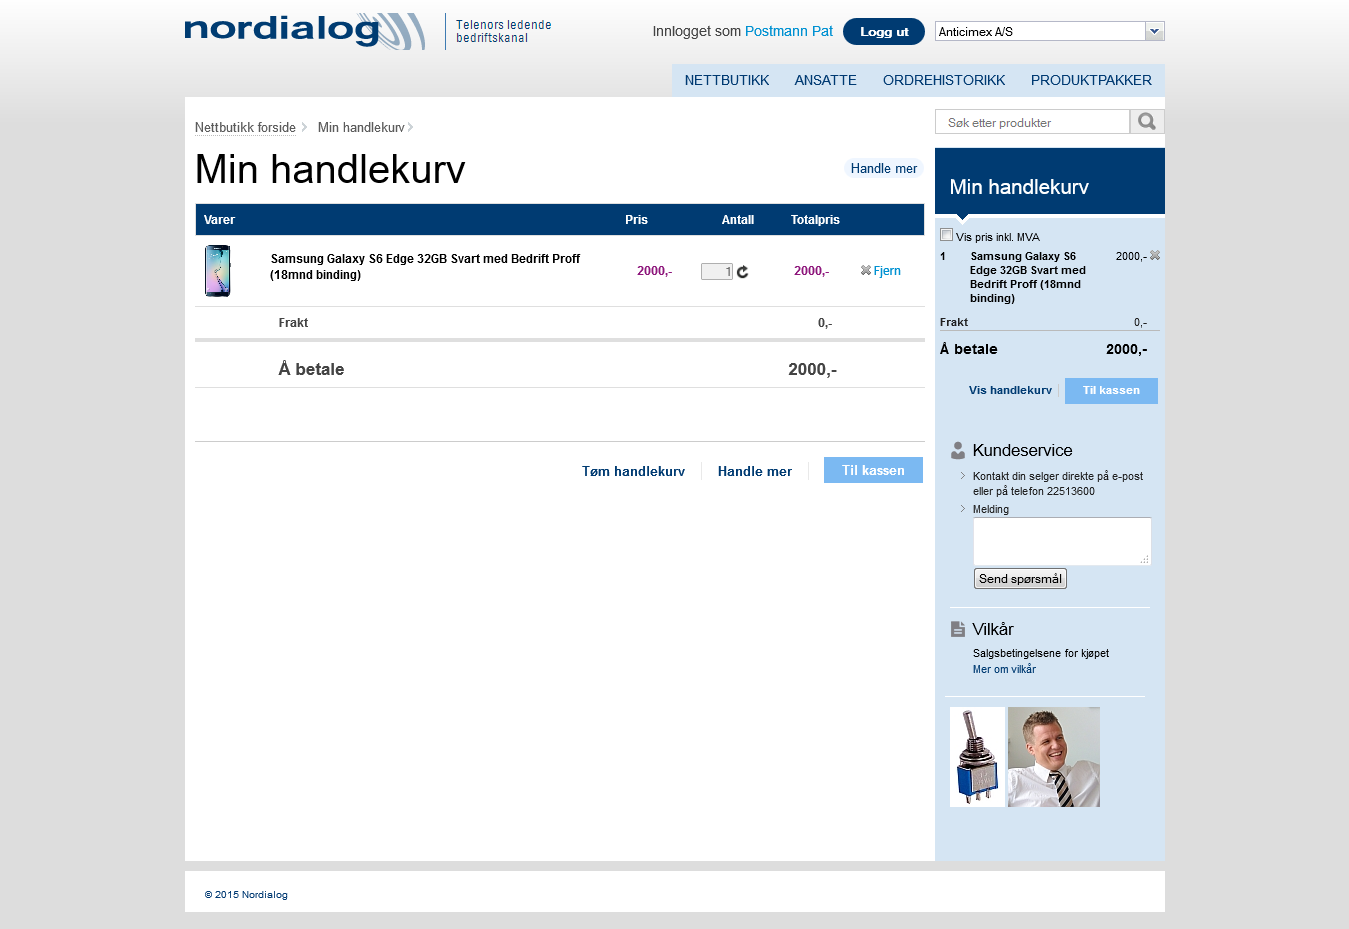 nordialog
Telenors ledende
bedriftskanal
Innlogget som Postmann Pat
Logg ut
Anticimex A/S
NETTBUTIKK ANSATTE ORDREHISTORIKK PRODUKTPAKKER
Nettbutikk forside Min handlekurv
Søk etter produkter
Min handlekurv
Handle mer
Varer Pris Antall Totalpris
Samsung Galaxy S6 Edge 32GB Svart med Bedrift Proff
(18mnd binding)
2000,- 1 2000,- Fjern
Frakt 0,-
Å betale 2000,-
Tøm handlekurv Handle mer Til kassen
Min handlekurv
Vis pris inkl. MVA
1 Samsung Galaxy S6 2000,-
Edge 32GB Svart med
Bedrift Proff (18mnd
binding)
Frakt 0,-
Å betale 2000,-
Vis handlekurv Til kassen
Kundeservice
Kontakt din selger direkte på e-post
eller på telefon 22513600
Melding
Send spørsmål
Vilkår
Salgsbetingelsene for kjøpet
Mer om vilkår
© 2015 Nordialog